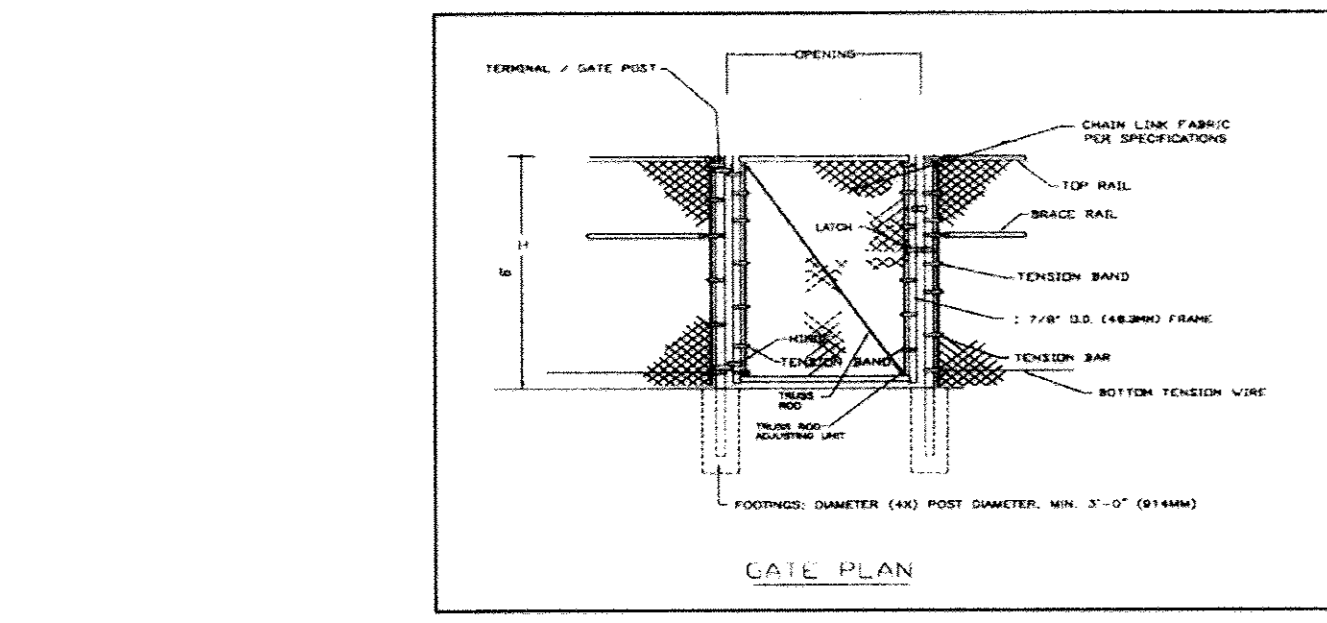 OPENING
TERMINAL / GATE POST
CHAIN LINK FABRIC
PER SPECIFICATIONS
TOP RAIL
BRACE RAIL
LATCH
H
TENSION BAND
1 7/8" O.D. (48.3MM) FRAME
HINGE
TENSION BAND
TENSION BAR
BOTTOM TENSION WIRE
TRUSS
ROD
TRUSS ROD
ADJUSTING UNIT
FOOTINGS: DIAMETER (4X) POST DIAMETER, MIN. 3'-0" (914MM)
GATE PLAN